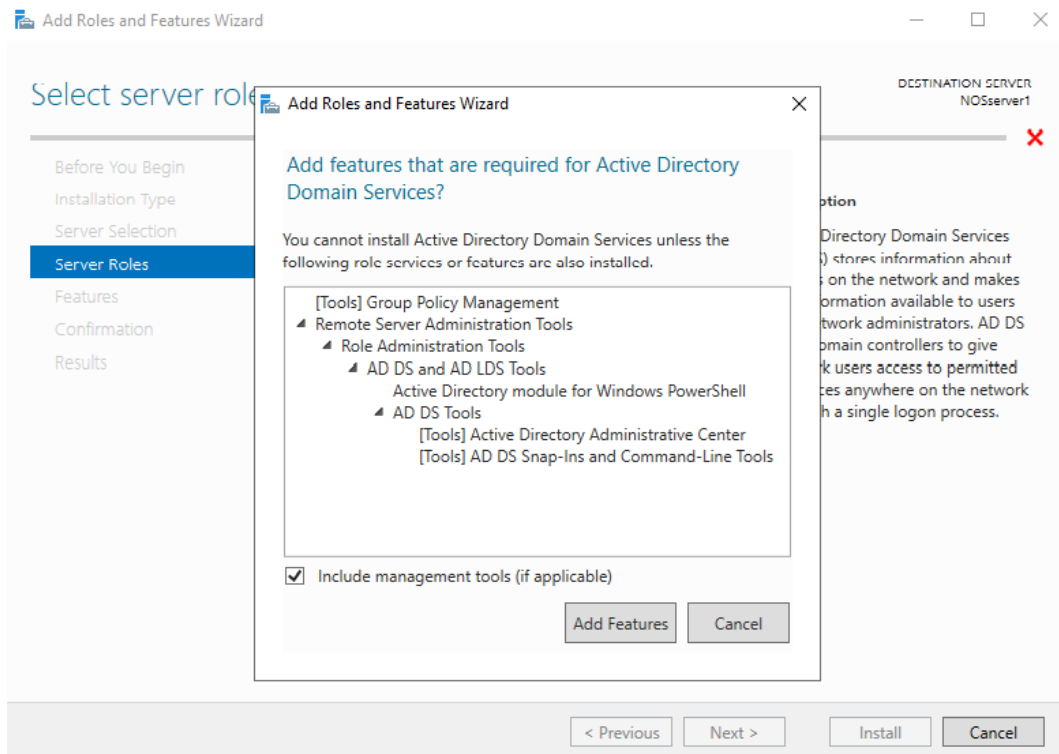 Add Roles and Features Wizard
Select server role
DESTINATION SERVER
NOSserver1
Before You Begin
Installation Type
Server Selection
Server Roles
Features
Confirmation
Results
Add Roles and Features Wizard
Add features that are required for Active Directory
Domain Services?
You cannot install Active Directory Domain Services unless the
following role services or features are also installed.
[Tools] Group Policy Management
Remote Server Administration Tools
Role Administration Tools
AD DS and AD LDS Tools
Active Directory module for Windows PowerShell
AD DS Tools
[Tools] Active Directory Administrative Center
[Tools] AD DS Snap-Ins and Command-Line Tools
Include management tools (if applicable)
Add Features
Cancel
ption
Directory Domain Services
) stores information about
on the network and makes
ormation available to users
twork administrators. AD DS
omain controllers to give
k users access to permitted
ces anywhere on the network
h a single logon process.
< Previous
Next >
Install
Cancel